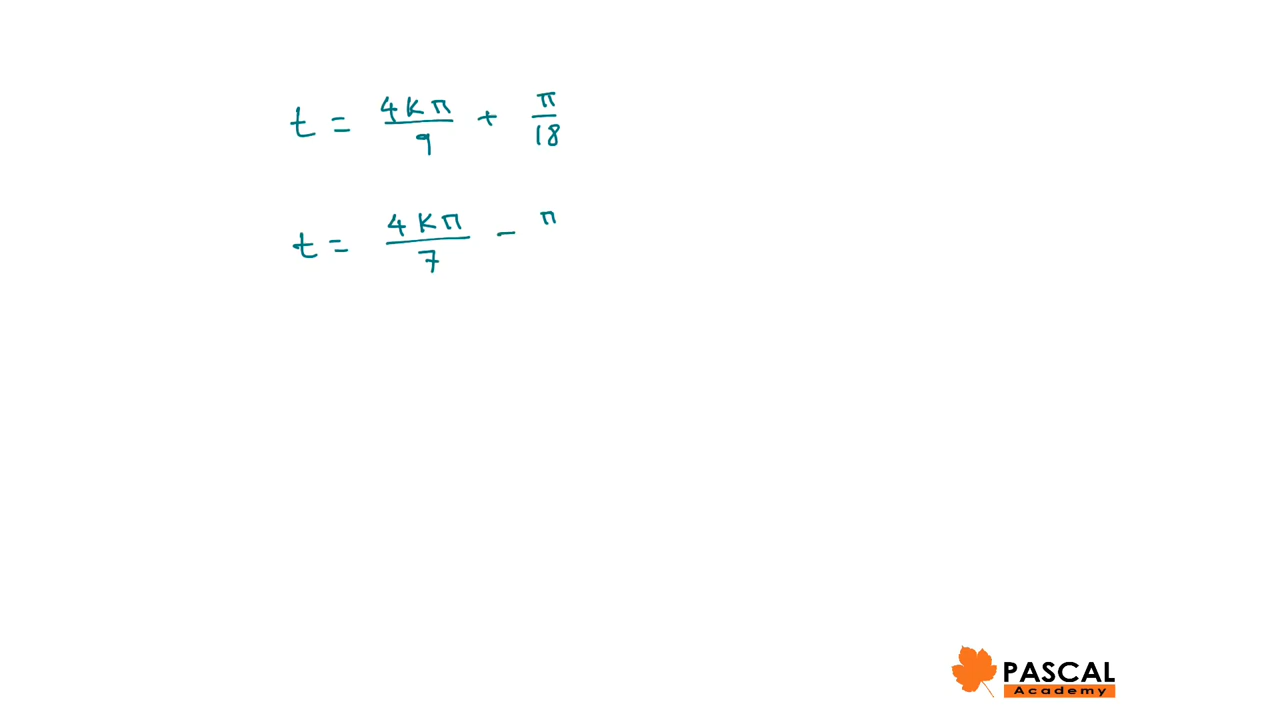 t = 4kπ/9 + π/18
t = 4kπ/7 - π
PASCAL
Academy